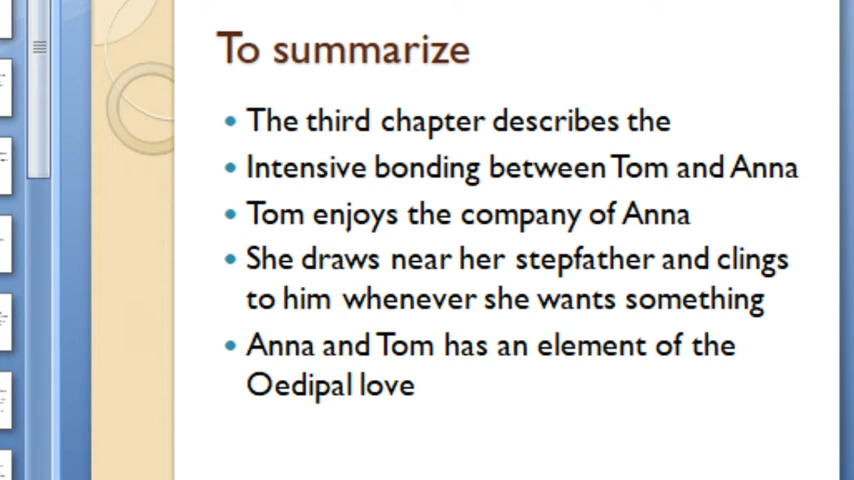 To summarize
The third chapter describes the
Intensive bonding between Tom and Anna
Tom enjoys the company of Anna
She draws near her stepfather and clings
to him whenever she wants something
Anna and Tom has an element of the
Oedipal love